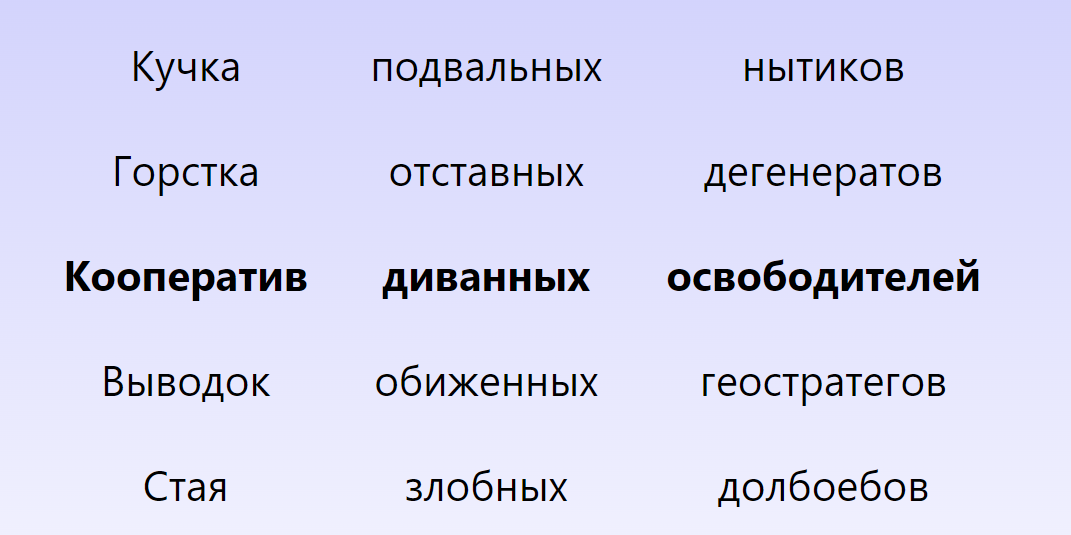 Кучка подвальных нытиков
Горстка отставных дегенератов
Кооператив диванных освободителей
Выводок обиженных геостратегов
Стая злобных долбоебов